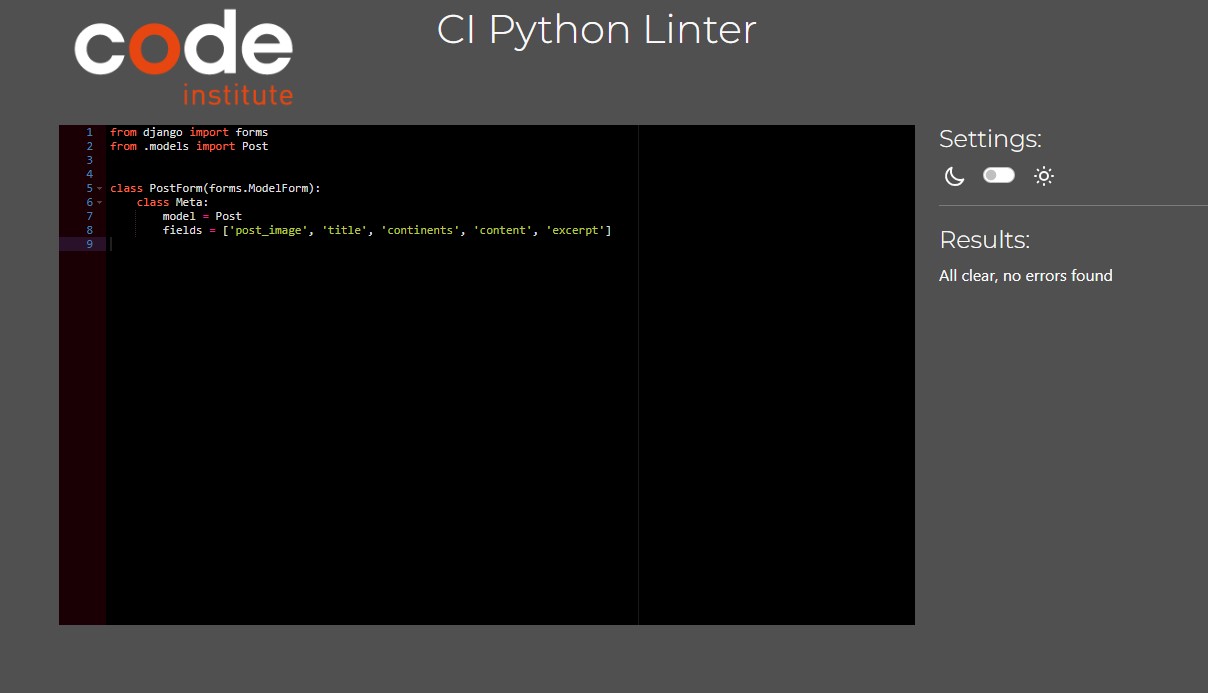 code
institute
CI Python Linter
1 from django import forms
2 from .models import Post
3
4
5 class PostForm(forms.ModelForm):
6     class Meta:
7         model = Post
8         fields = ['post_image', 'title', 'continents', 'content', 'excerpt']
9
Settings:
Results:
All clear, no errors found